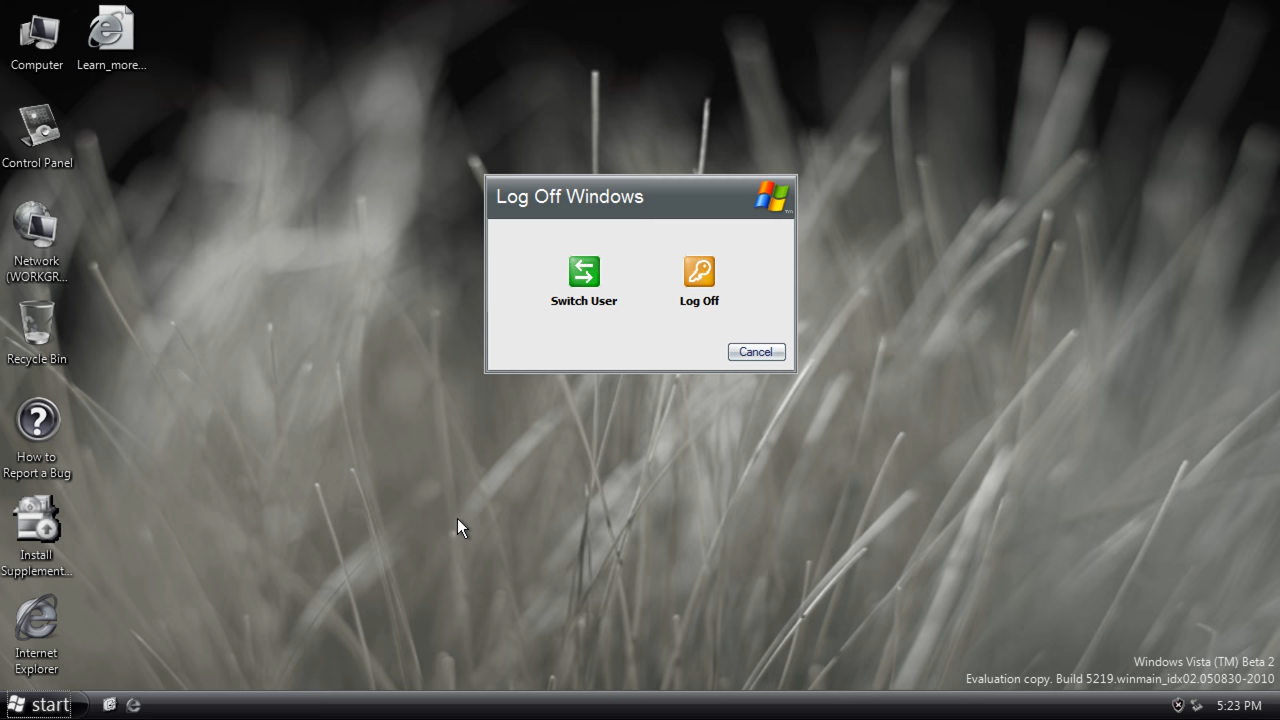 Computer
Learn_more...
Control Panel
Network
(WORKGR...
Recycle Bin
How to
Report a Bug
Install
Supplement...
Internet
Explorer
Log Off Windows
Switch User
Log Off
Cancel
Windows Vista (TM) Beta 2
Evaluation copy. Build 5219.winmain_idx02.050830-2010
start
5:23 PM